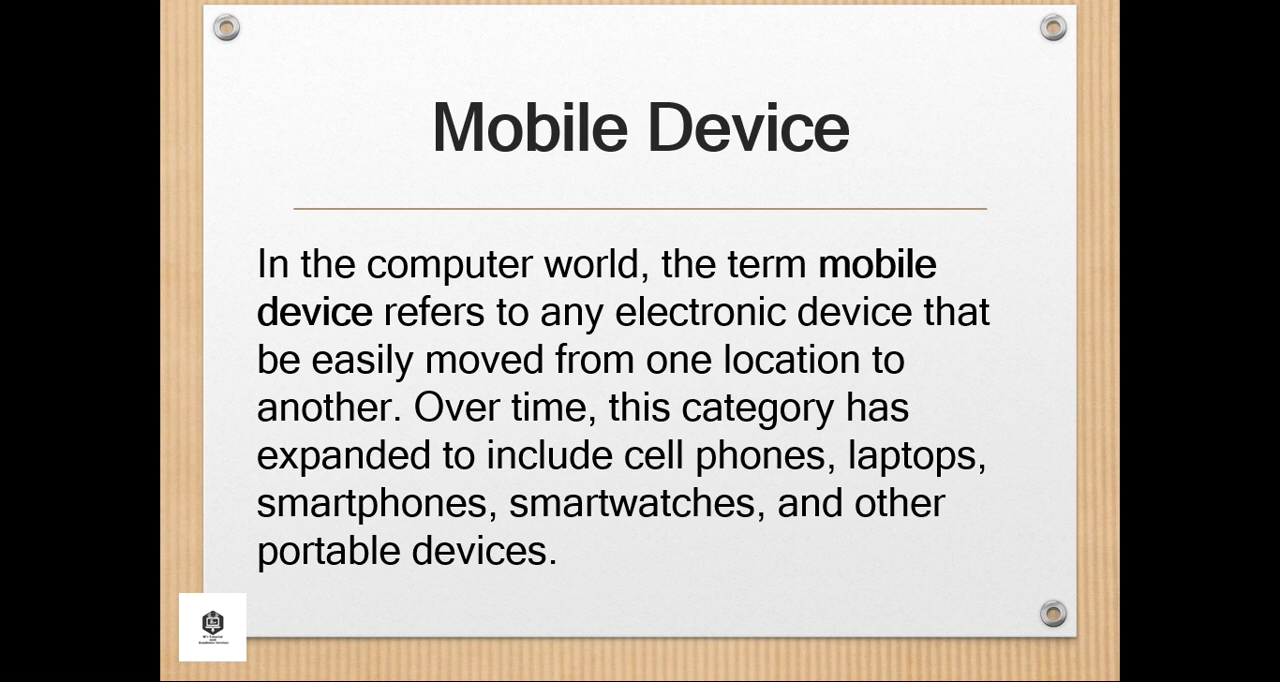 Mobile Device
In the computer world, the term mobile
device refers to any electronic device that
be easily moved from one location to
another. Over time, this category has
expanded to include cell phones, laptops,
smartphones, smartwatches, and other
portable devices.